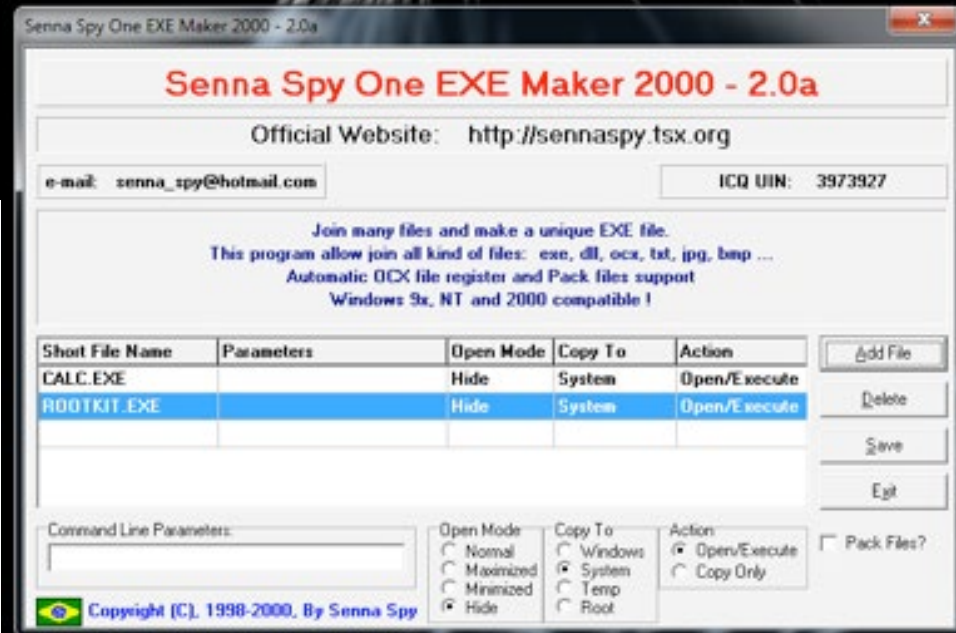 Senna Spy One EXE Maker 2000 - 2.0a
Senna Spy One EXE Maker 2000 - 2.0a
Official Website: http://sennaspy.tsx.org
e-mail: senna_spy@hotmail.com ICQ UIN: 3973927
Join many files and make a unique EXE file.
This program allow join all kind of files: exe, dll, ocx, txt, jpg, bmp ...
Automatic OCX file register and Pack files support
Windows 9x, NT and 2000 compatible !
Short File Name Parameters Open Mode Copy To Action Add File
CALC.EXE Hide System Open/Execute
ROOTKIT.EXE Hide System Open/Execute
Delete
Save
Exit
Command Line Parameters: Open Mode Copy To Action
Normal Windows Open/Execute Pack Files?
Maximized System Copy Only
Minimized Temp
Hide Root
Copyright (C), 1998-2000, By Senna Spy